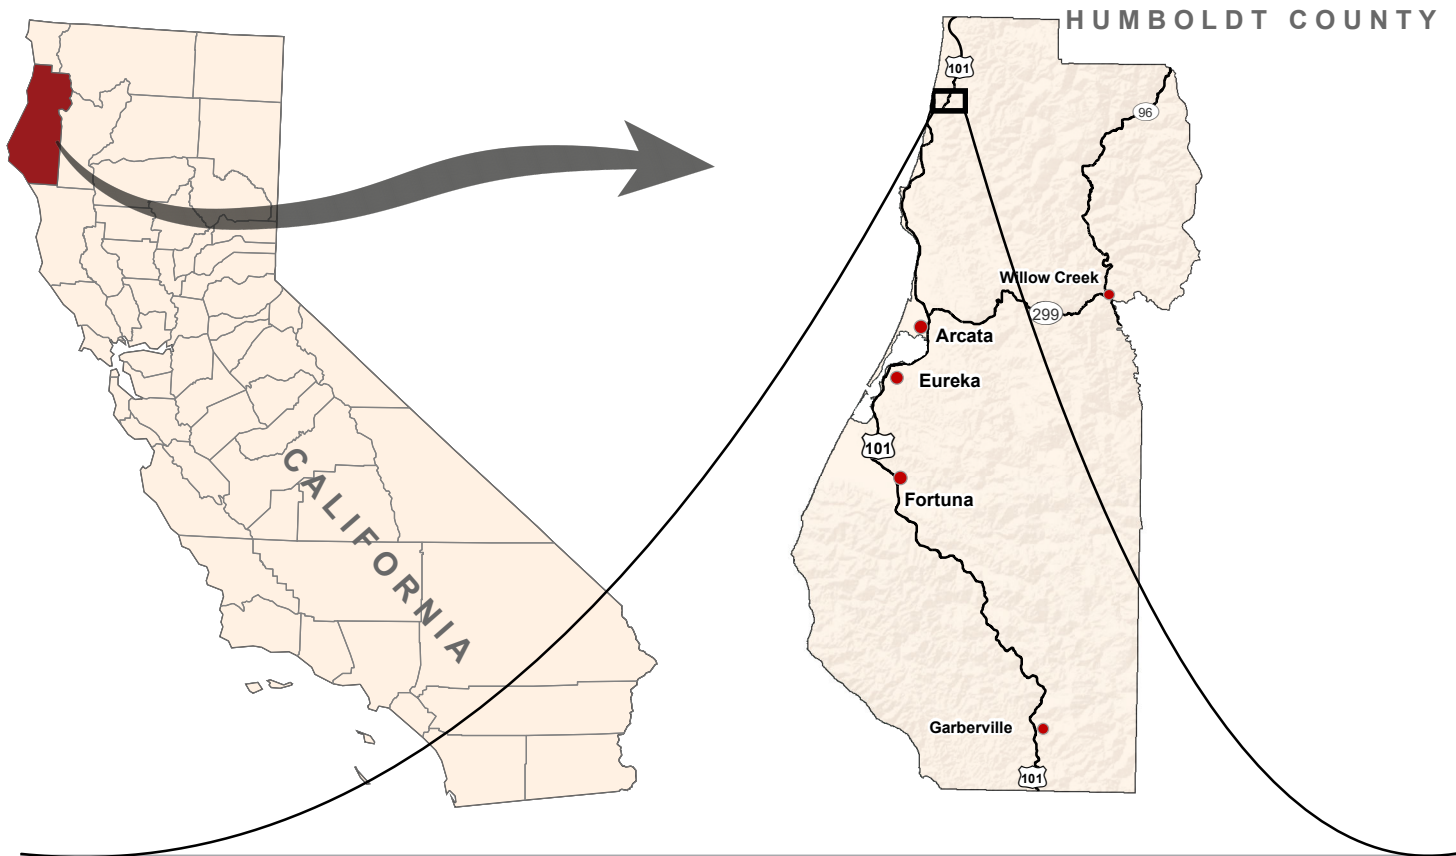 HUMBOLDT COUNTY
101
96
Willow Creek
299
Arcata
Eureka
101
CALIFORNIA
Fortuna
Garberville
101